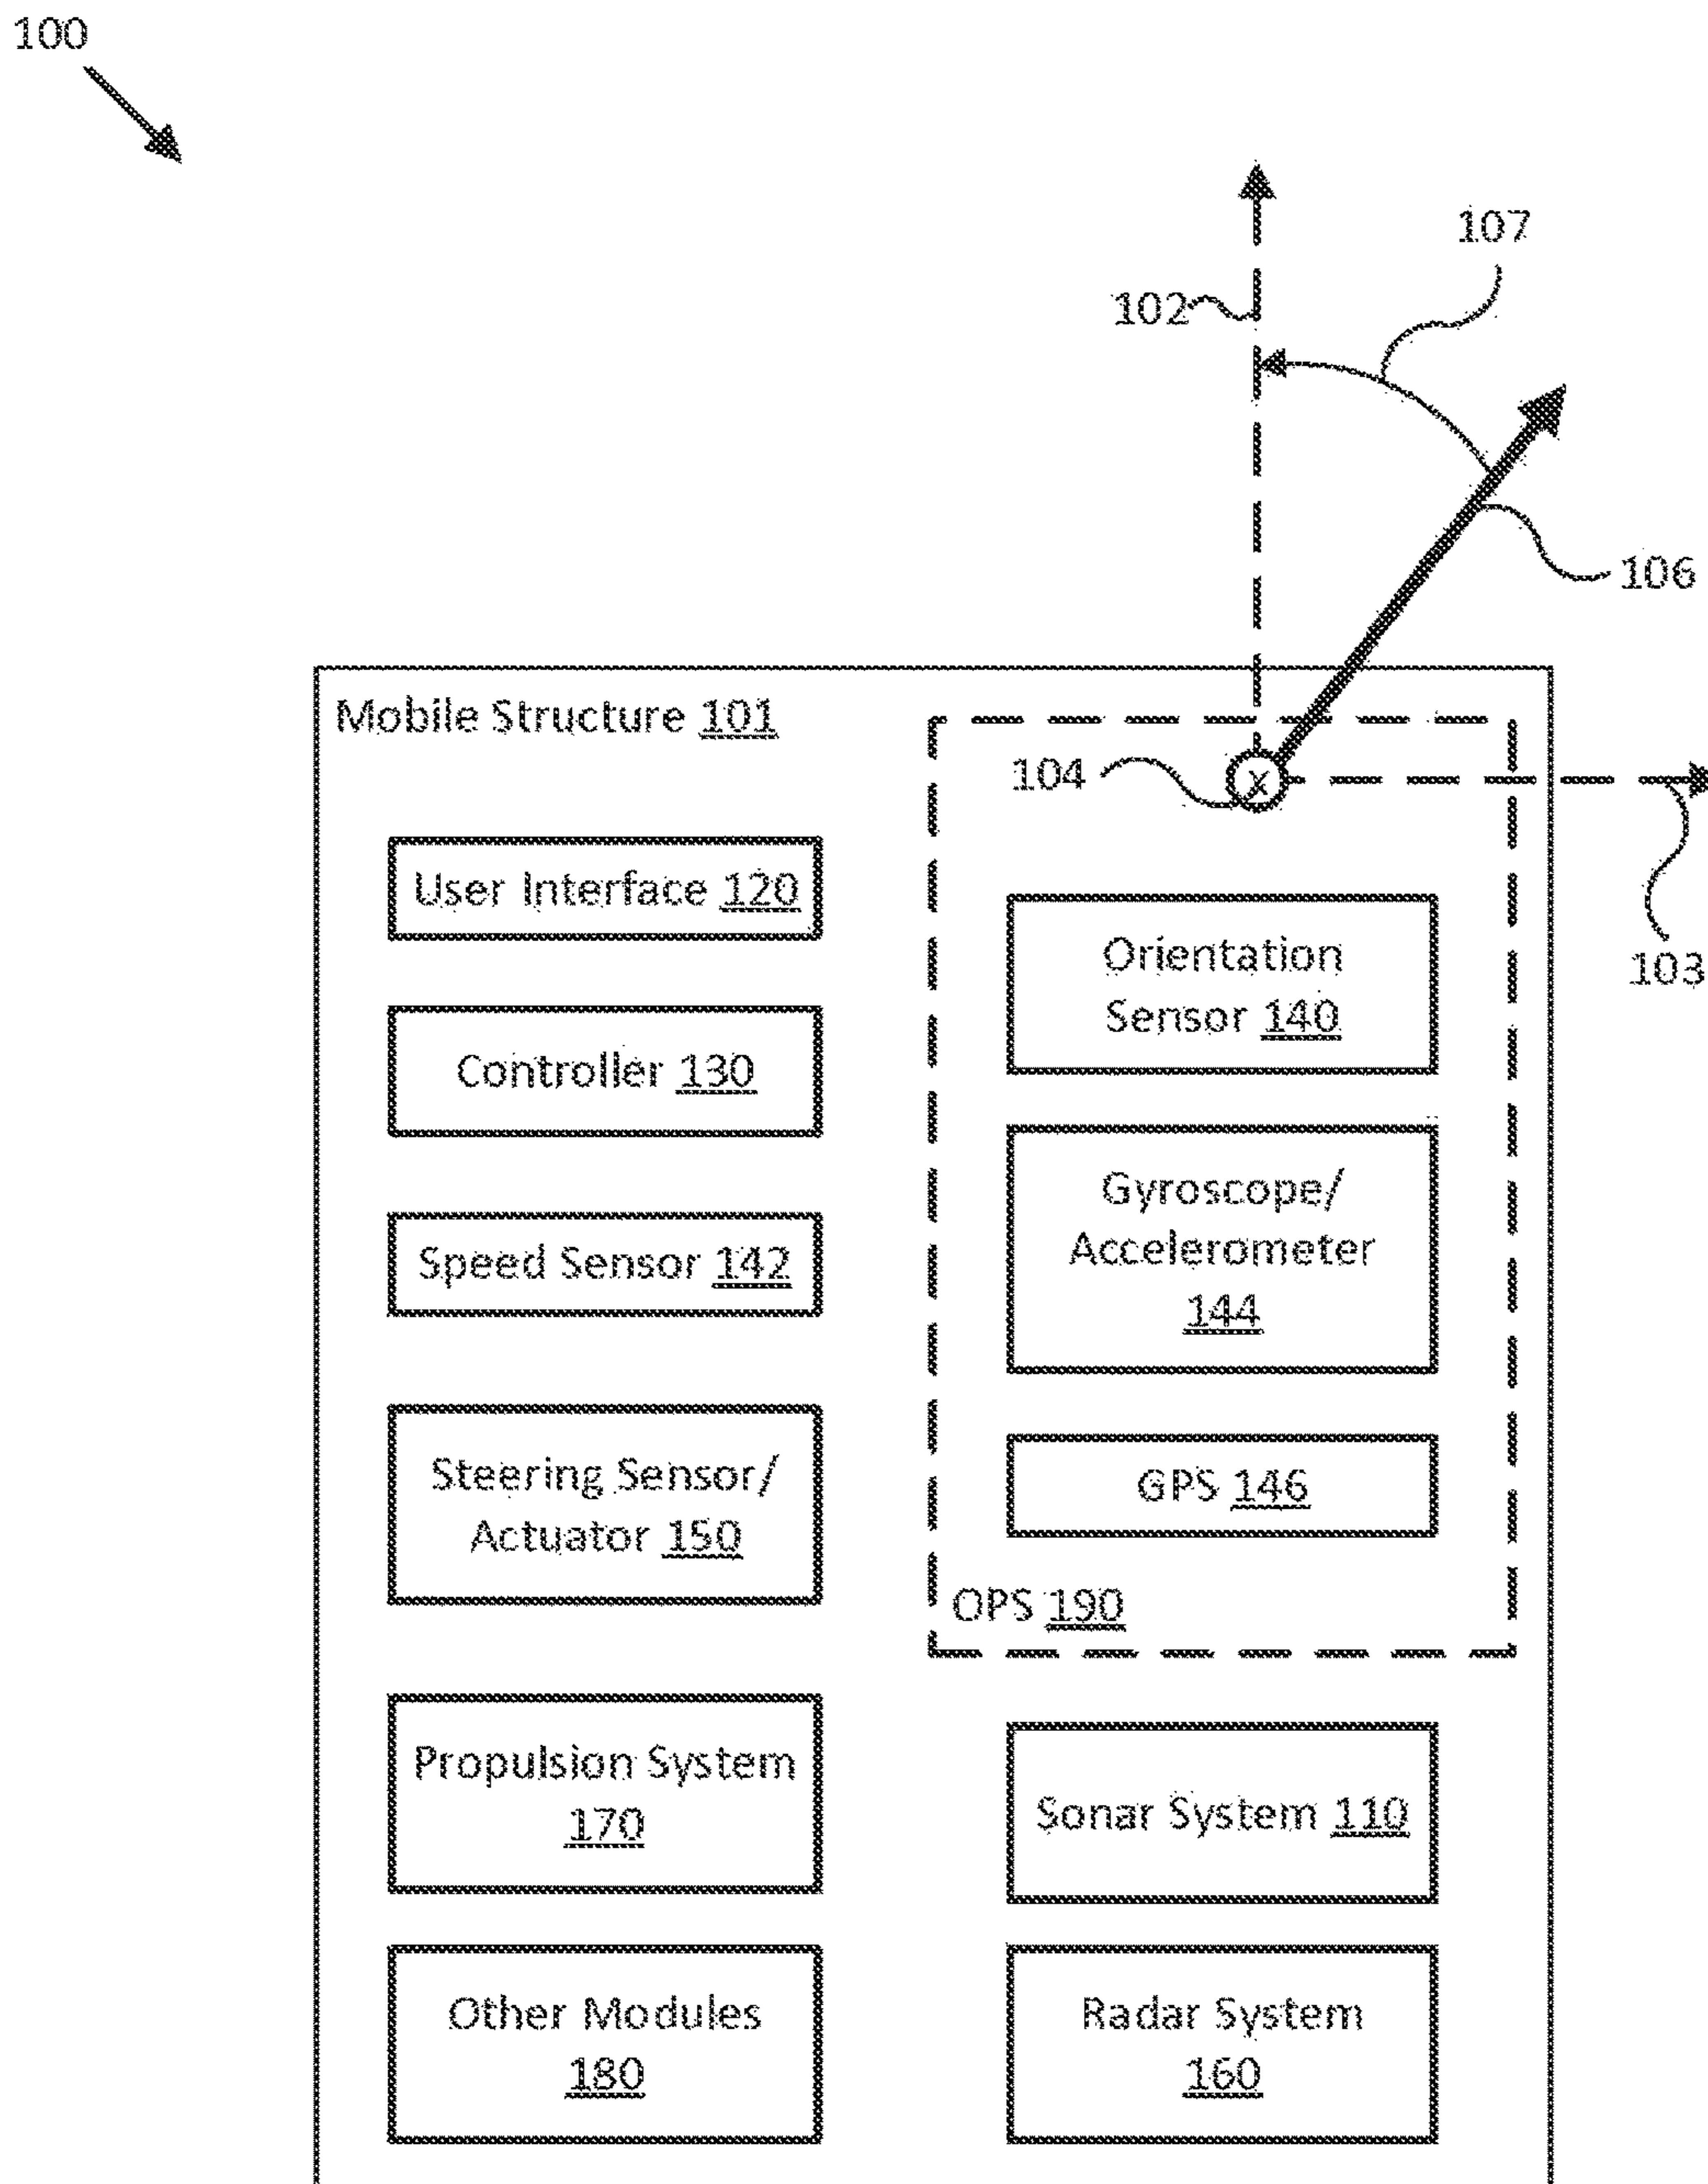 100
107
102
106
Mobile Structure 101
104
X
103
User Interface 120
Controller 130
Speed Sensor 142
Steering Sensor/
Actuator 150
Propulsion System
170
Other Modules
180
Orientation
Sensor 140
Gyroscope/
Accelerometer
144
GPS 146
OPS 190
Sonar System 110
Radar System
160